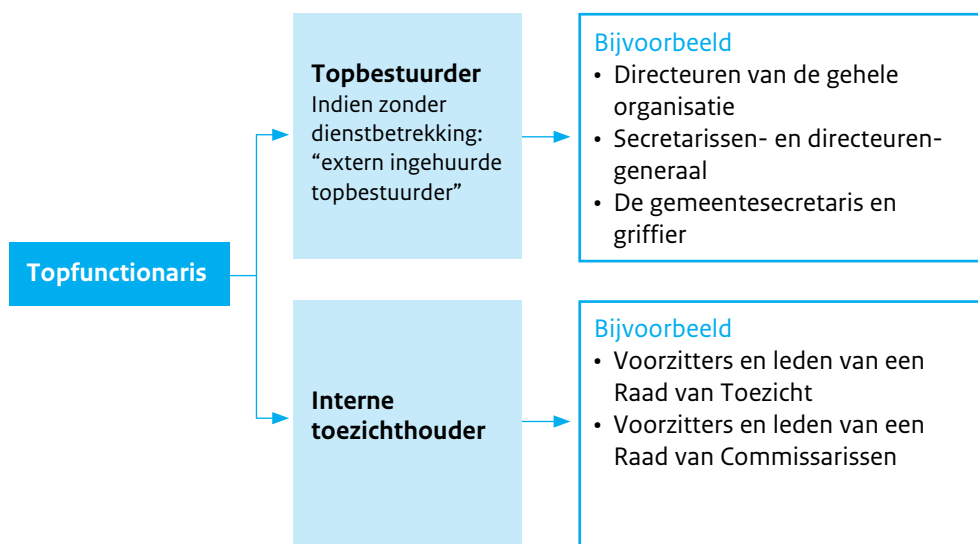 Topfunctionaris
Topbestuurder
Indien zonder
dienstbetrekking:
“extern ingehuurde
topbestuurder”
Bijvoorbeeld
• Directeuren van de gehele
organisatie
• Secretarissen- en directeuren-
generaal
• De gemeentesecretaris en
griffier
Interne
toezichthouder
Bijvoorbeeld
• Voorzitters en leden van een
Raad van Toezicht
• Voorzitters en leden van een
Raad van Commissarissen